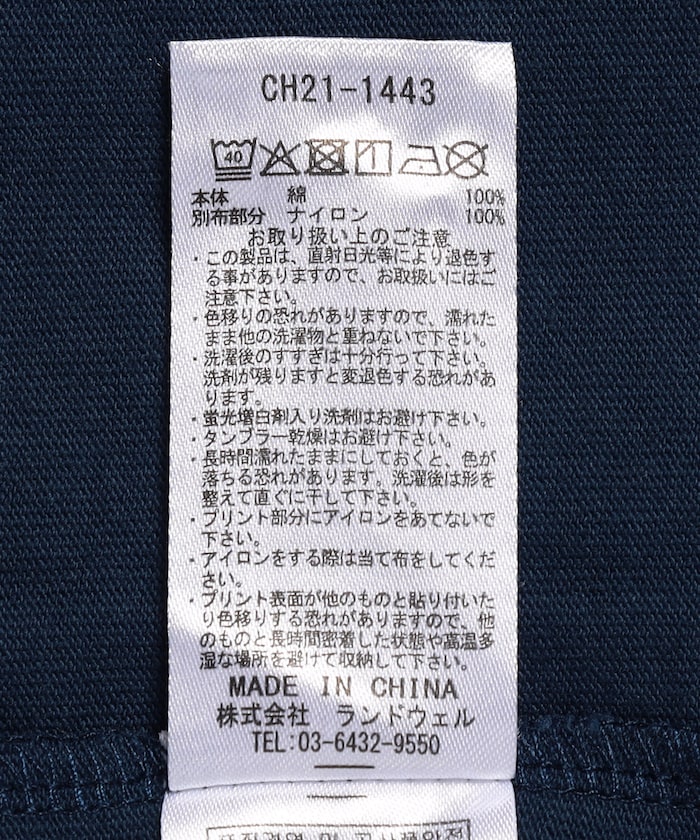 CH21-1443
40
本体 綿 100%
別布部分 ナイロン 100%
お取り扱い上のご注意
・この製品は、直射日光等により退色す
る事がありますので、お取扱いにはご
注意下さい。
・色移りの恐れがありますので、濡れた
まま他の洗濯物と重ねないで下さい。
・洗濯後のすすぎは十分行って下さい。
洗剤が残りますと変退色する恐れがあ
ります。
・蛍光増白剤入り洗剤はお避け下さい。
・タンブラー乾燥はお避け下さい。
・長時間濡れたままにしておくと、色が
落ちる恐れがあります。洗濯後は形を
整えて直ぐに干して下さい。
・プリント部分にアイロンをあてないで
下さい。
・アイロンをする際は当て布をしてくだ
さい。
・プリント表面が他のものと貼り付いた
り色移りする恐れがありますので、他
のものと長時間密着した状態や高温多
湿な場所を避けて収納して下さい。
MADE IN CHINA
株式会社 ランドウェル
TEL:03-6432-9550